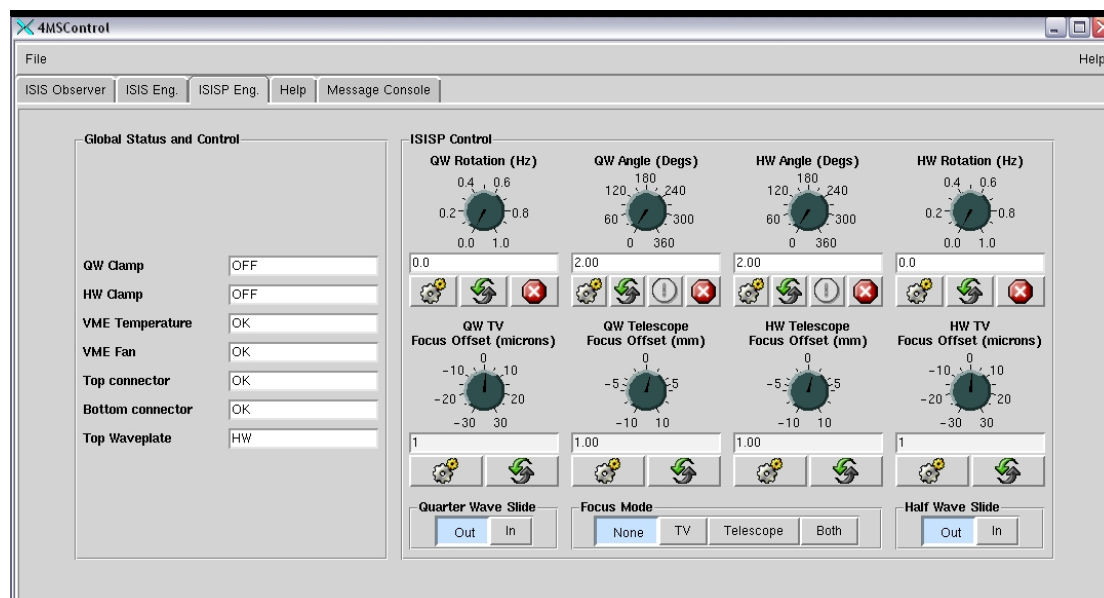 4MSControl
File Help
ISIS Observer ISIS Eng. ISISP Eng. Help Message Console
Global Status and Control
QW Clamp OFF
HW Clamp OFF
VME Temperature OK
VME Fan OK
Top connector OK
Bottom connector OK
Top Waveplate HW
ISISP Control
QW Rotation (Hz) QW Angle (Degs) HW Angle (Degs) HW Rotation (Hz)
0.4 0.6 180 180 0.4 0.6
120 240 120 240
0.2 0.8 60 300 60 300 0.2 0.8
0.0 1.0 0 360 0 360 0.0 1.0
0.0 2.00 2.00 0.0
QW TV QW Telescope HW Telescope HW TV
Focus Offset (microns) Focus Offset (mm) Focus Offset (mm) Focus Offset (microns)
0 0 0 0
-10 10 -10 10
-20 20 -5 5 -5 5 -20 20
-30 30 -10 10 -10 10 -30 30
1 1.00 1.00 1
Quarter Wave Slide Focus Mode Half Wave Slide
Out In None TV Telescope Both Out In